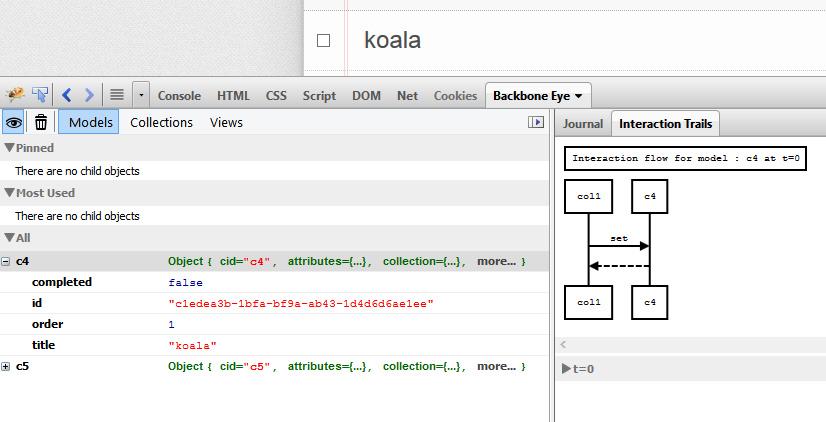 koala
Console HTML CSS Script DOM Net Cookies Backbone Eye
Models Collections Views
Pinned
There are no child objects
Most Used
There are no child objects
All
c4 Object { cid="c4", attributes={...}, collection={...}, more... }
completed false
id "c1edea3b-1bfa-bf9a-ab43-1d4d6d6ae1ee"
order 1
title "koala"
c5 Object { cid="c5", attributes={...}, collection={...}, more... }
Journal Interaction Trails
Interaction flow for model : c4 at t=0
col1 c4
set
col1 c4
t=0